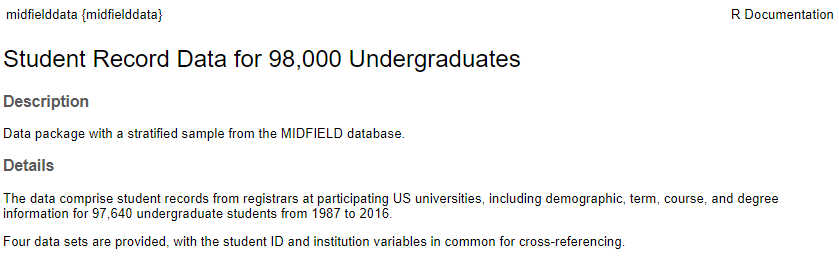 midfielddata {midfielddata} R Documentation
Student Record Data for 98,000 Undergraduates
Description
Data package with a stratified sample from the MIDFIELD database.
Details
The data comprise student records from registrars at participating US universities, including demographic, term, course, and degree
information for 97,640 undergraduate students from 1987 to 2016.
Four data sets are provided, with the student ID and institution variables in common for cross-referencing.